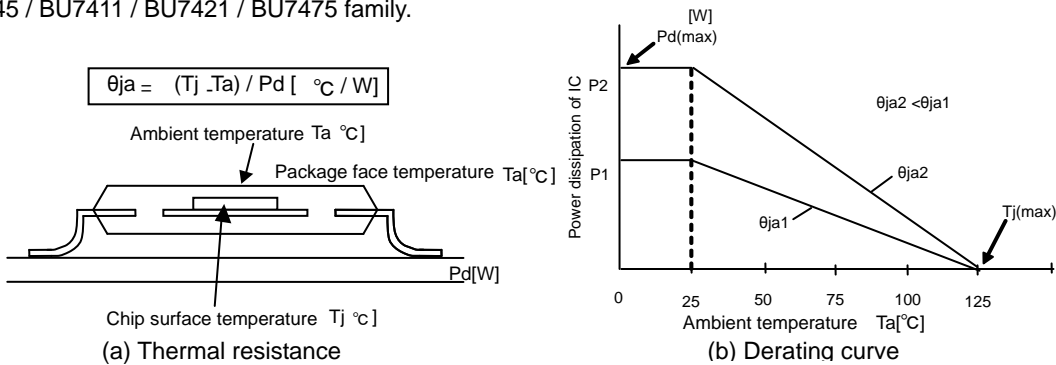 45 / BU7411 / BU7421 / BU7475 family.
θja = (Tj -Ta) / Pd [ °C / W]
Ambient temperature Ta °C]
Package face temperature Ta[°C]
Pd[W]
Chip surface temperature Tj °C]
(a) Thermal resistance
[W]
Pd(max)
Power dissipation of IC
P2
P1
θja2 <θja1
θja2
θja1
Tj(max)
0 25 50 75 100 125
Ambient temperature Ta[°C]
(b) Derating curve